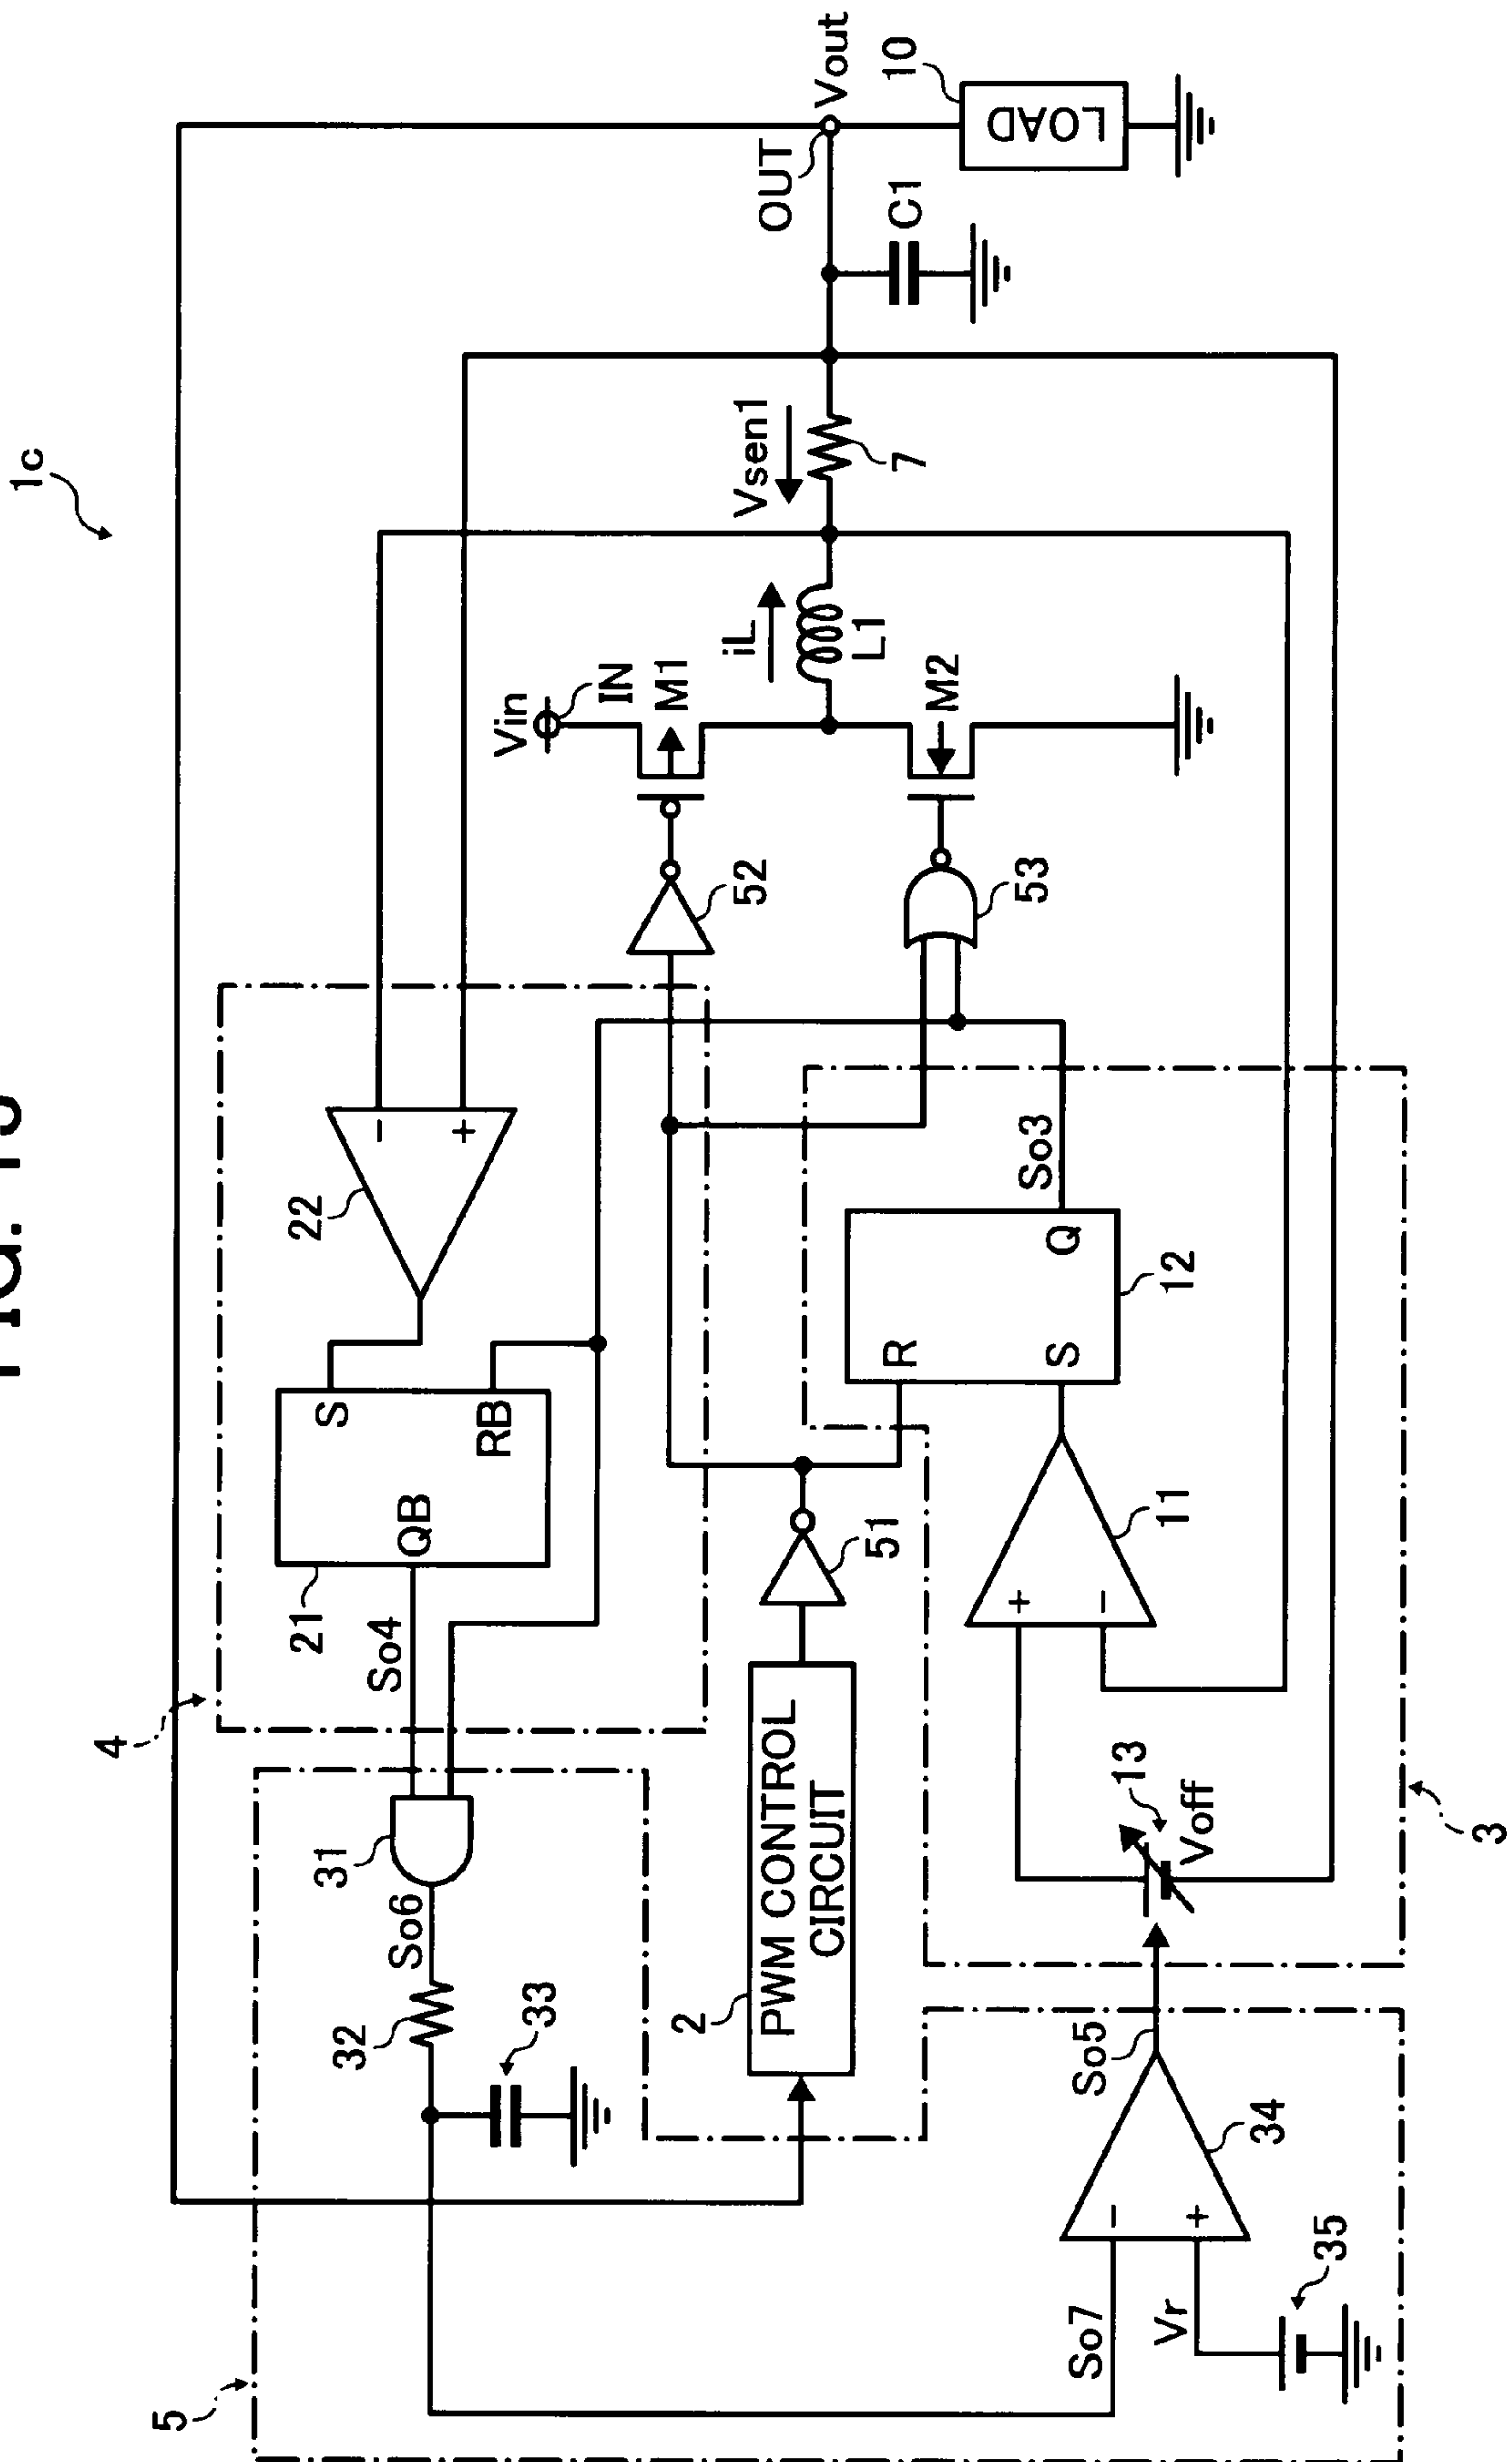 1c
4
5
3
21
S
QB
RB
22
-
+
So4
31
So6
32
33
2
PWM CONTROL
CIRCUIT
51
52
53
Vin
IN
M1
M2
iL
L1
Vsen1
7
C1
OUT
Vout
10
LOAD
R
S
Q
12
So3
11
+
-
13
Voff
So5
34
-
+
So7
Vr
35